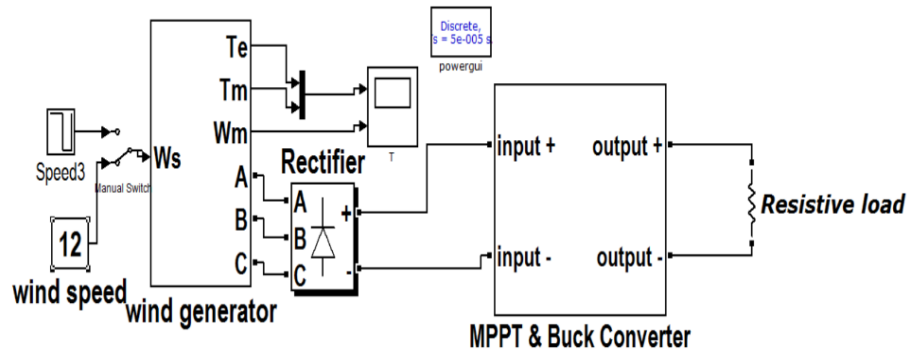 Discrete,
s = 5e-005 s
powergui
Te
Tm
Wm
T
Speed3
Manual Switch
Ws
12
wind speed
A
B
C
wind generator
Rectifier
A
B
C
+
-
input +
output +
input -
output -
MPPT & Buck Converter
Resistive load